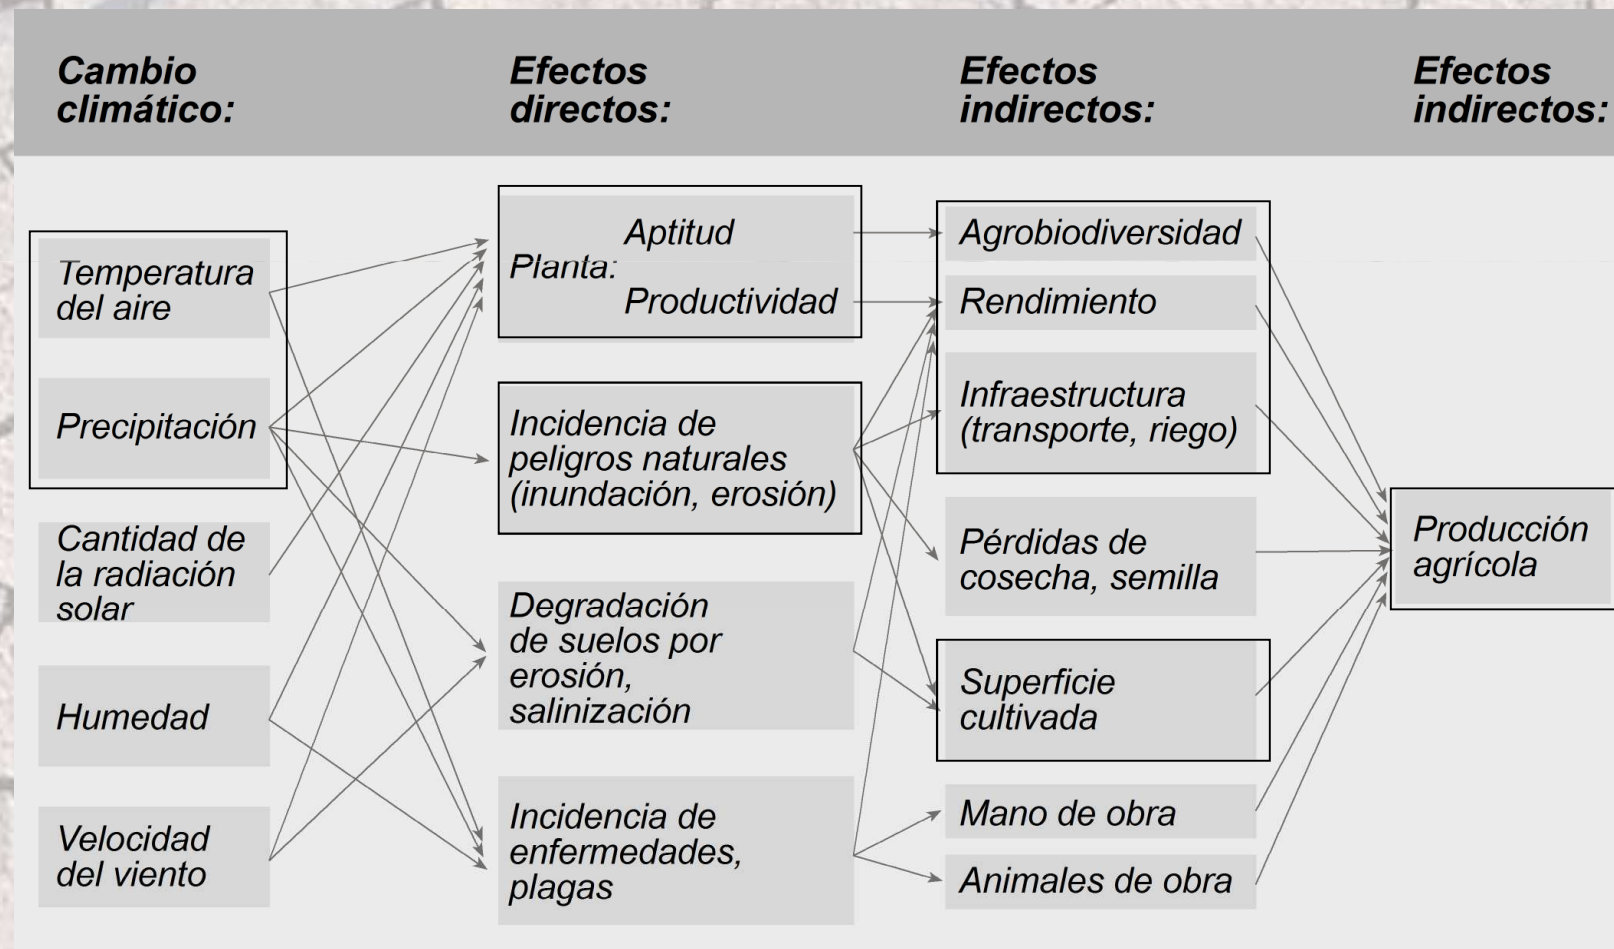 Cambio
climático:
Efectos
directos:
Efectos
indirectos:
Efectos
indirectos:
Temperatura
del aire
Precipitación
Cantidad de
la radiación
solar
Humedad
Velocidad
del viento
Aptitud
Planta:
Productividad
Incidencia de
peligros naturales
(inundación, erosión)
Degradación
de suelos por
erosión,
salinización
Incidencia de
enfermedades,
plagas
Agrobiodiversidad
Rendimiento
Infraestructura
(transporte, riego)
Pérdidas de
cosecha, semilla
Superficie
cultivada
Mano de obra
Animales de obra
Producción
agrícola